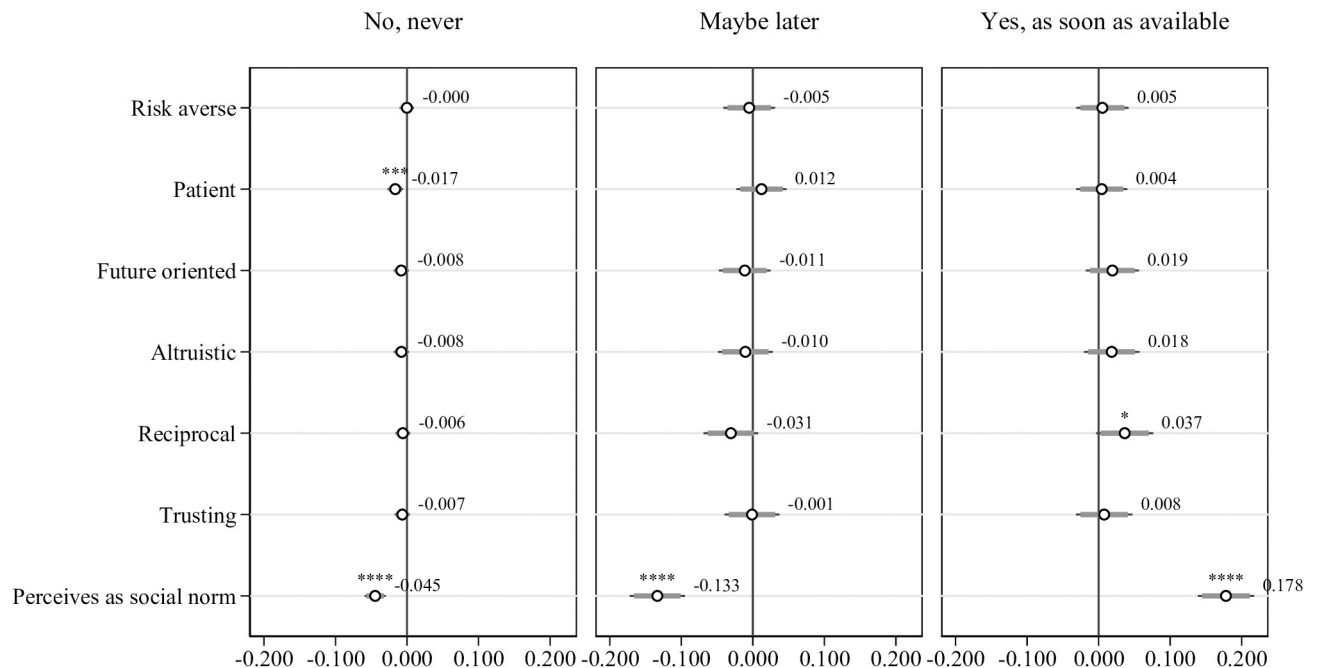 No, never Maybe later Yes, as soon as available
Risk averse -0.000 -0.005 0.005
Patient *** -0.017 0.012 0.004
Future oriented -0.008 -0.011 0.019
Altruistic -0.008 -0.010 0.018
Reciprocal -0.006 -0.031 * 0.037
Trusting -0.007 -0.001 0.008
Perceives as social norm **** -0.045 **** -0.133 **** 0.178
-0.200 -0.100 0.000 0.100 0.200 -0.200 -0.100 0.000 0.100 0.200 -0.200 -0.100 0.000 0.100 0.200